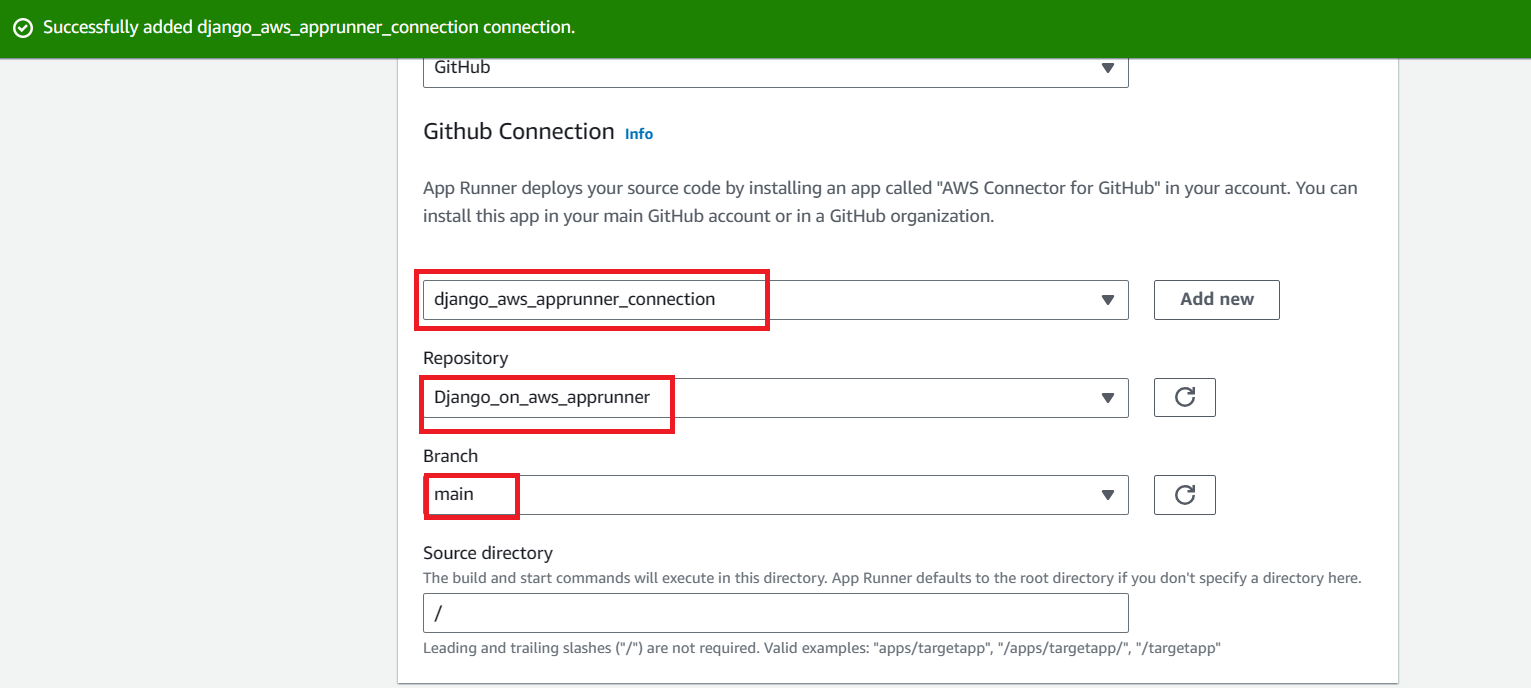 Successfully added django_aws_apprunner_connection connection.
GitHub
Github Connection Info
App Runner deploys your source code by installing an app called "AWS Connector for GitHub" in your account. You can
install this app in your main GitHub account or in a GitHub organization.
django_aws_apprunner_connection
Add new
Repository
Django_on_aws_apprunner
Branch
main
Source directory
The build and start commands will execute in this directory. App Runner defaults to the root directory if you don't specify a directory here.
/
Leading and trailing slashes ("/") are not required. Valid examples: "apps/targetapp", "/apps/targetapp/", "/targetapp"